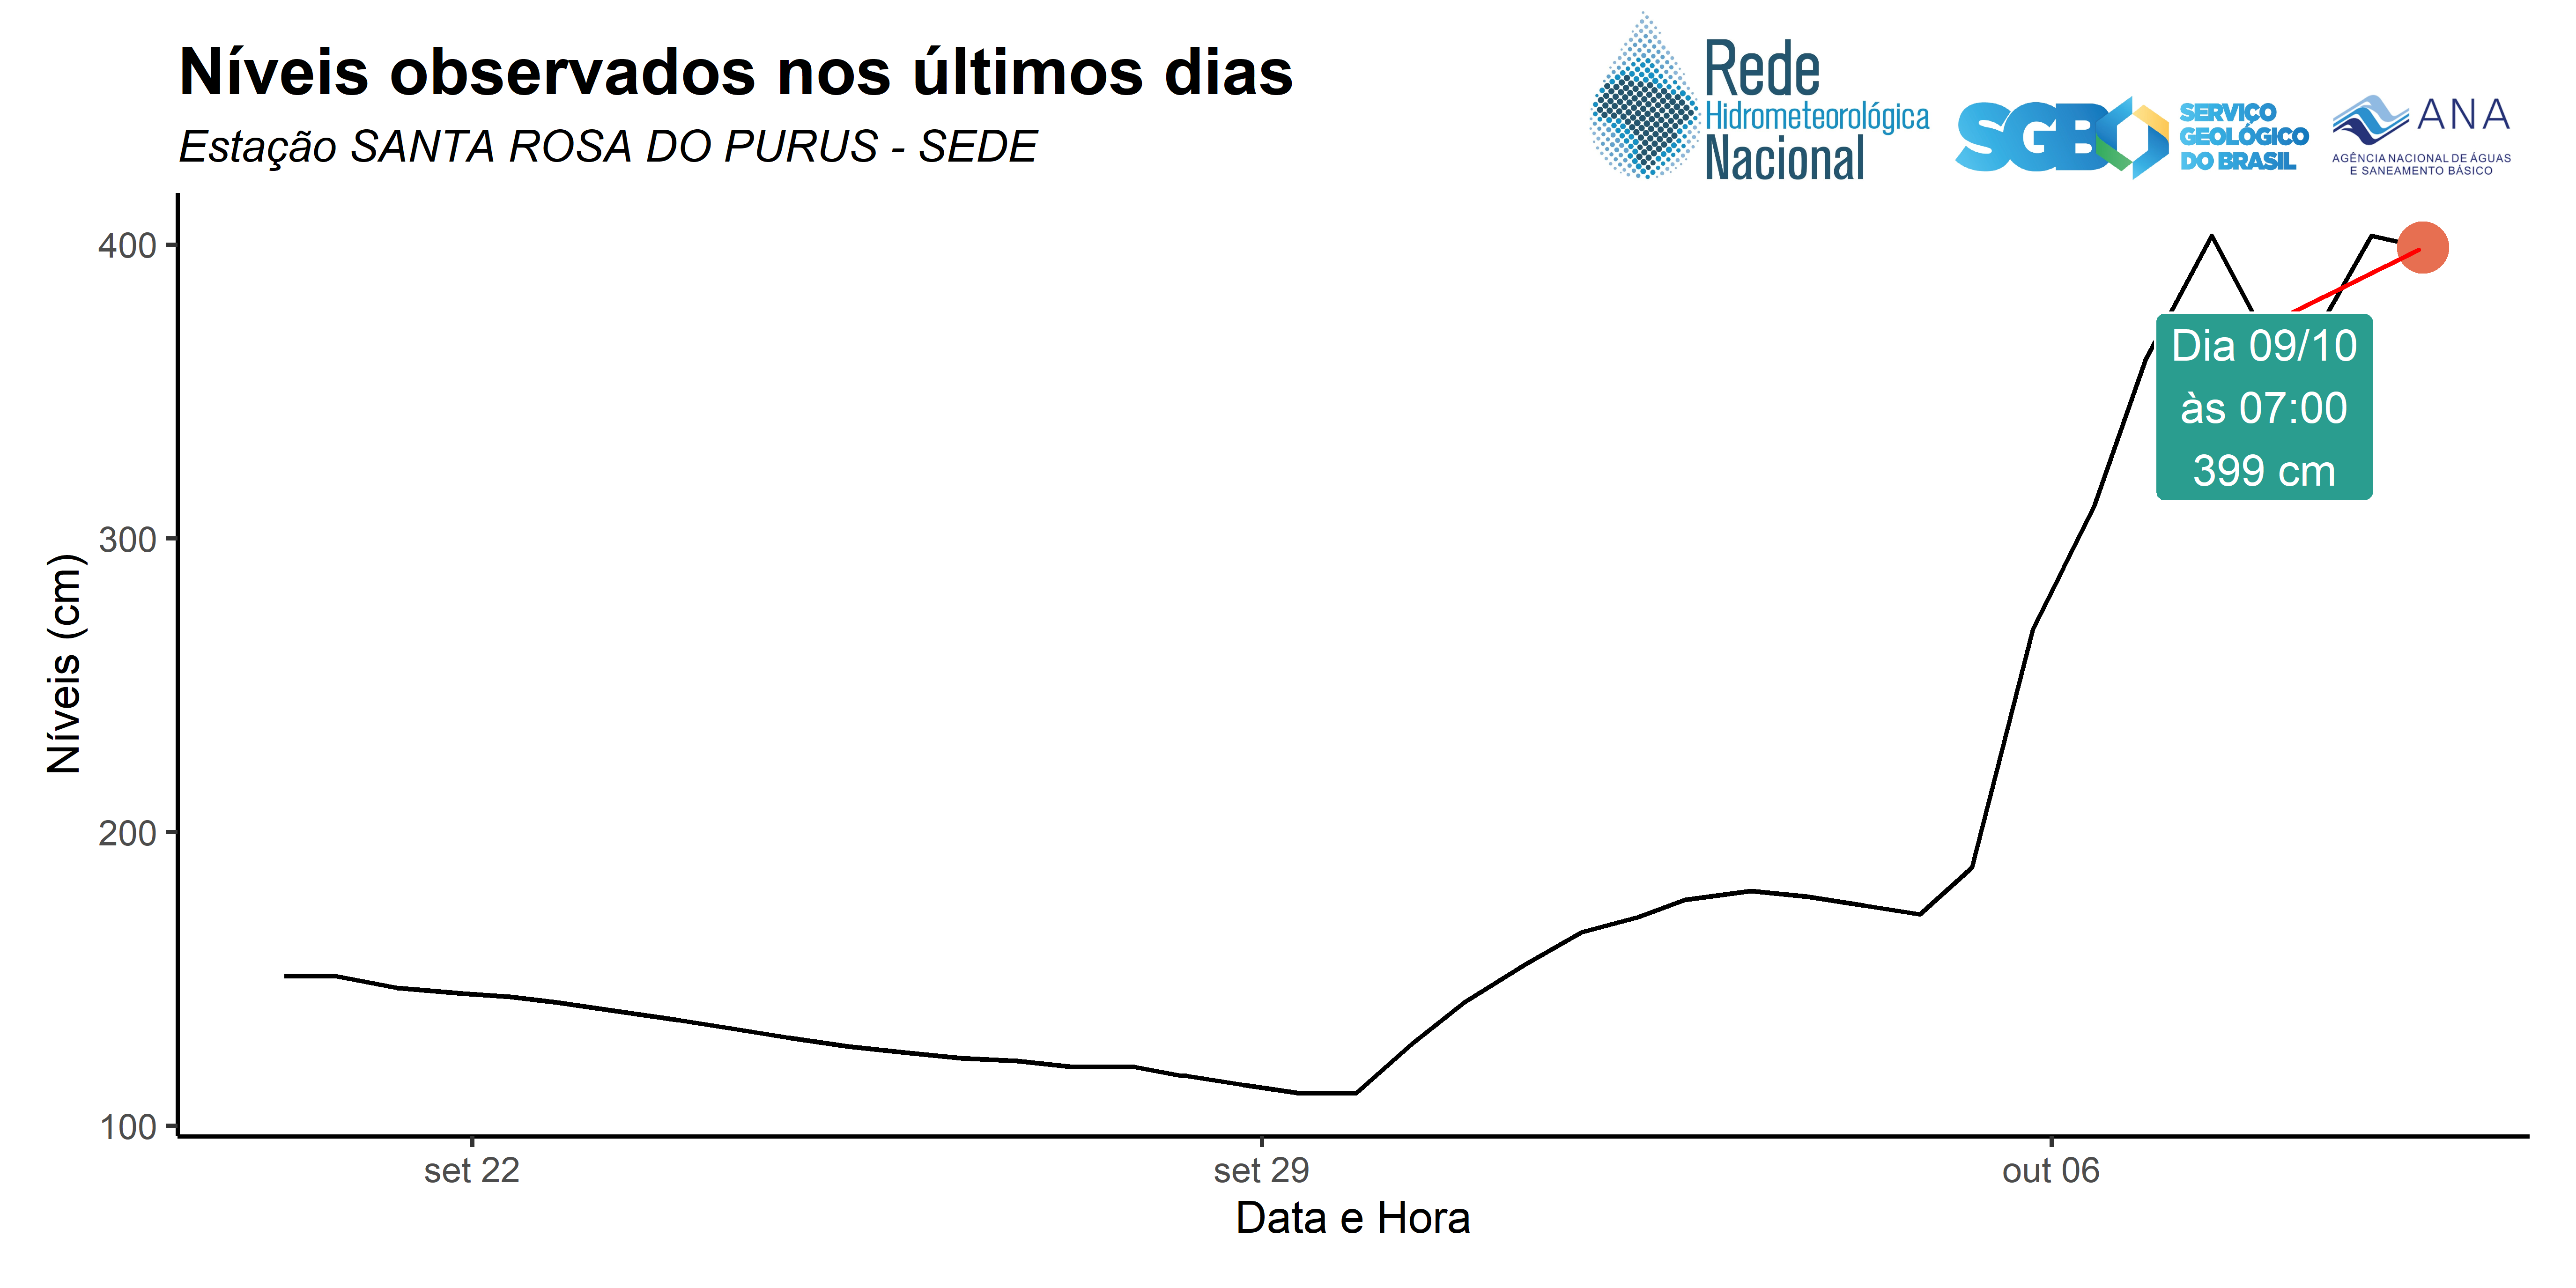 Níveis observados nos últimos dias
Estação SANTA ROSA DO PURUS - SEDE
Rede
Hidrometeorológica
Nacional
SGB
SERVIÇO
GEOLÓGICO
DO BRASIL
ANA
AGÊNCIA NACIONAL DE ÁGUAS
E SANEAMENTO BÁSICO
400
300
200
100
Níveis (cm)
Dia 09/10
às 07:00
399 cm
set 22
set 29
out 06
Data e Hora